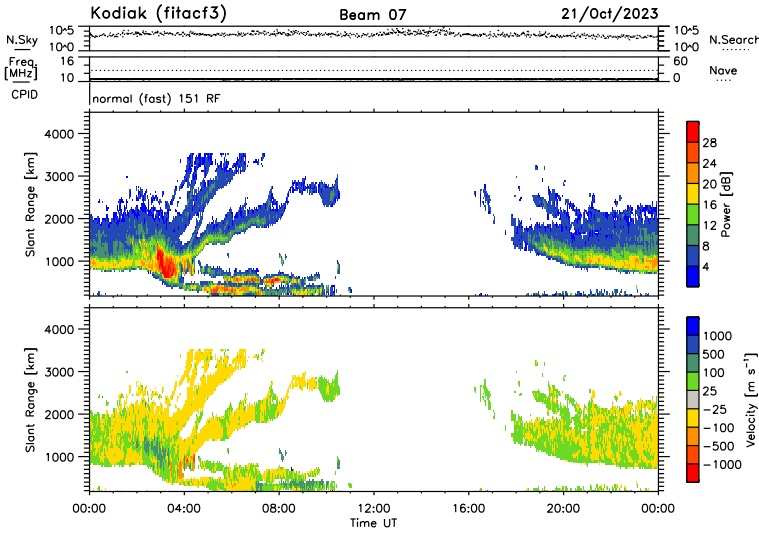 Kodiak (fitacf3) Beam 07 21/Oct/2023
N.Sky 10^5 10^0 10^5 10^0 N.Search
Freq. [MHz] 16 10 60 0 Nave
CPID normal (fast) 151 RF
Slant Range [km] 4000 3000 2000 1000
Power [dB] 28 24 20 16 12 8 4
Slant Range [km] 4000 3000 2000 1000
Velocity [m s⁻¹] 1000 500 100 25 −25 −100 −500 −1000
00:00 04:00 08:00 12:00 16:00 20:00 00:00
Time UT